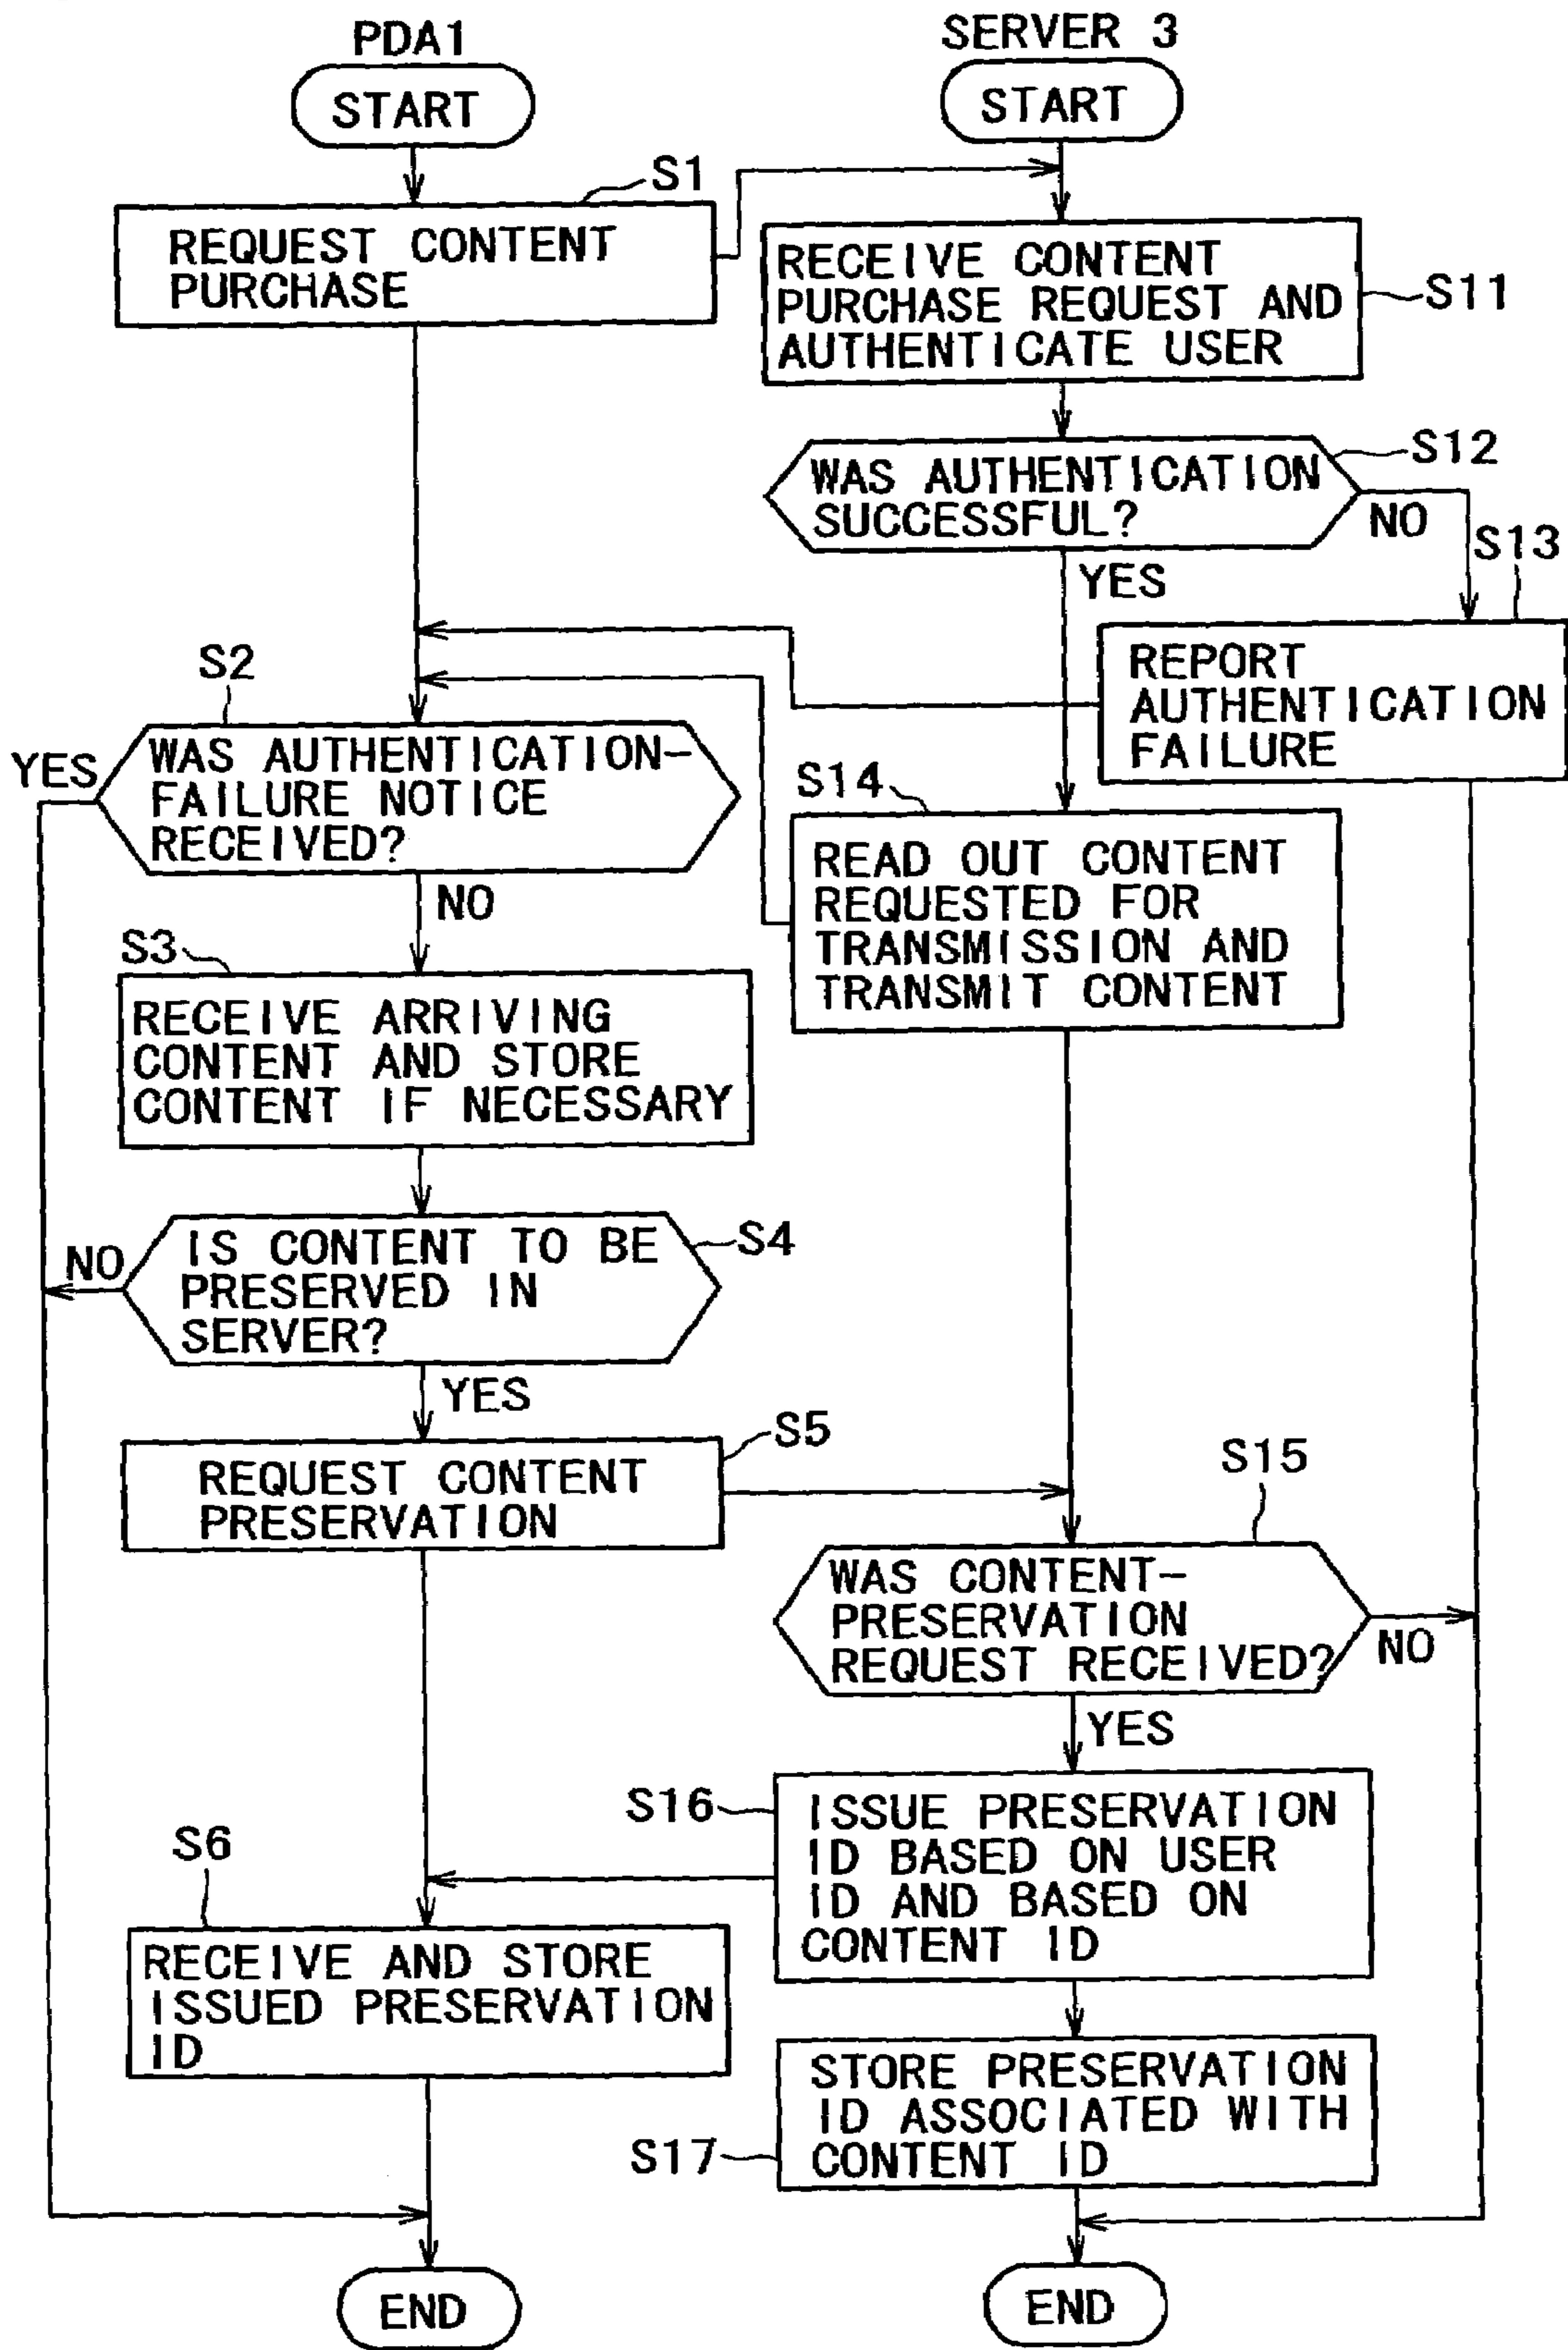 PDA1
START
S1
REQUEST CONTENT
PURCHASE
S2
WAS AUTHENTICATION-
FAILURE NOTICE
RECEIVED?
YES
NO
S3
RECEIVE ARRIVING
CONTENT AND STORE
CONTENT IF NECESSARY
S4
IS CONTENT TO BE
PRESERVED IN
SERVER?
NO
YES
S5
REQUEST CONTENT
PRESERVATION
S6
RECEIVE AND STORE
ISSUED PRESERVATION
ID
END
SERVER 3
START
RECEIVE CONTENT
PURCHASE REQUEST AND
AUTHENTICATE USER
S11
S12
WAS AUTHENTICATION
SUCCESSFUL?
NO
YES
S13
REPORT
AUTHENTICATION
FAILURE
S14
READ OUT CONTENT
REQUESTED FOR
TRANSMISSION AND
TRANSMIT CONTENT
S15
WAS CONTENT-
PRESERVATION
REQUEST RECEIVED?
NO
YES
S16
ISSUE PRESERVATION
ID BASED ON USER
ID AND BASED ON
CONTENT ID
S17
STORE PRESERVATION
ID ASSOCIATED WITH
CONTENT ID
END